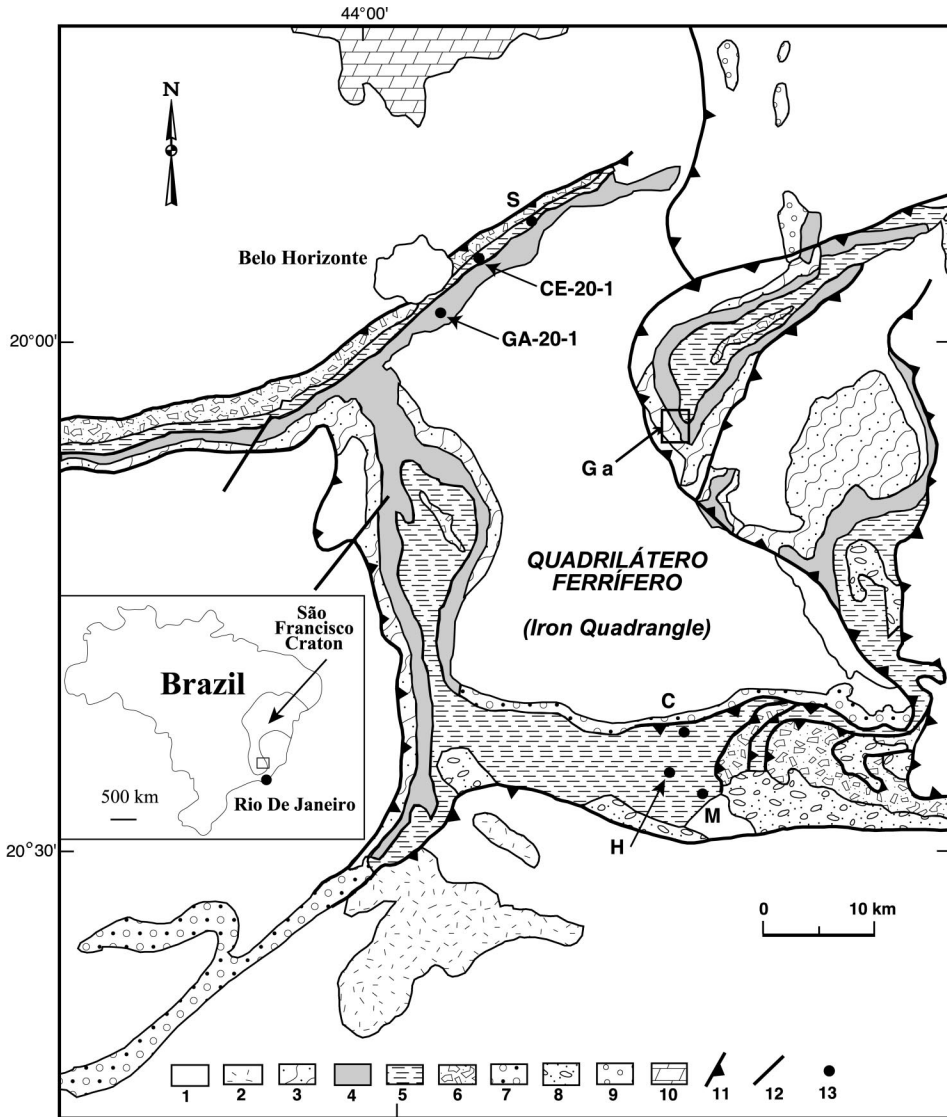 44°00'
N
S
Belo Horizonte
CE-20-1
GA-20-1
20°00'
G a
QUADRILÁTERO
FERRÍFERO
(Iron Quadrangle)
São
Francisco
Craton
Brazil
500 km
Rio De Janeiro
C
M
H
20°30'
0 10 km
1 2 3 4 5 6 7 8 9 10 11 12 13